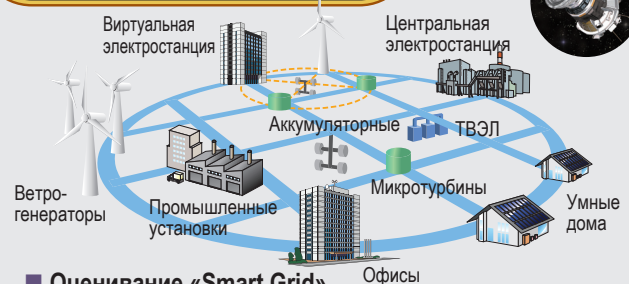 Виртуальная
электростанция
Центральная
электростанция
Аккумуляторные
ТВЭЛ
Ветро-
генераторы
Промышленные
установки
Микротурбины
Умные
дома
Офисы
■ Оценивание «Smart Grid»